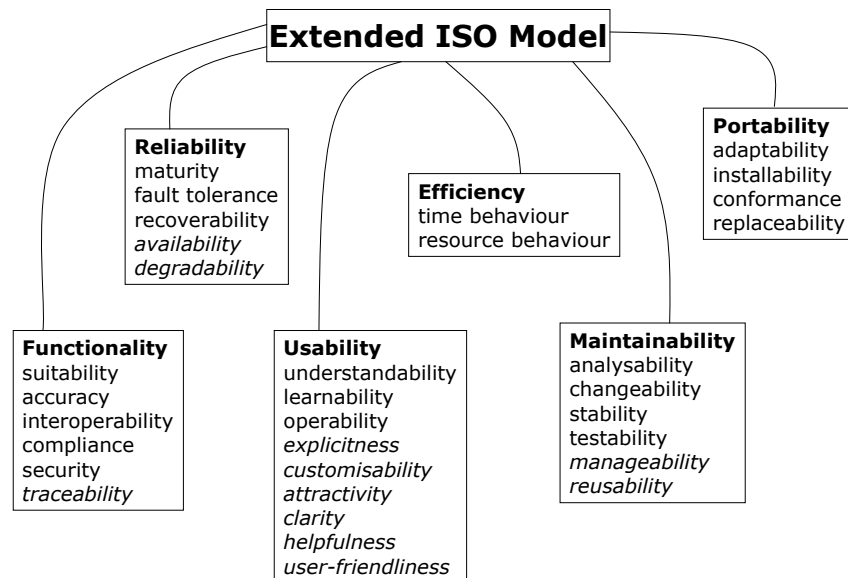 Extended ISO Model
Reliability
maturity
fault tolerance
recoverability
availability
degradability
Efficiency
time behaviour
resource behaviour
Portability
adaptability
installability
conformance
replaceability
Functionality
suitability
accuracy
interoperability
compliance
security
traceability
Usability
understandability
learnability
operability
explicitness
customisability
attractivity
clarity
helpfulness
user-friendliness
Maintainability
analysability
changeability
stability
testability
manageability
reusability